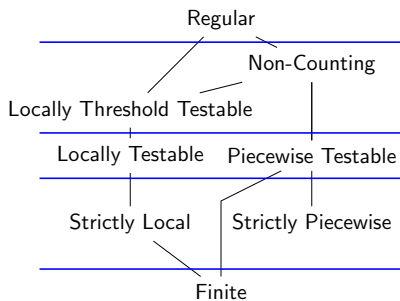 Regular
Non-Counting
Locally Threshold Testable
Locally Testable
Piecewise Testable
Strictly Local
Strictly Piecewise
Finite